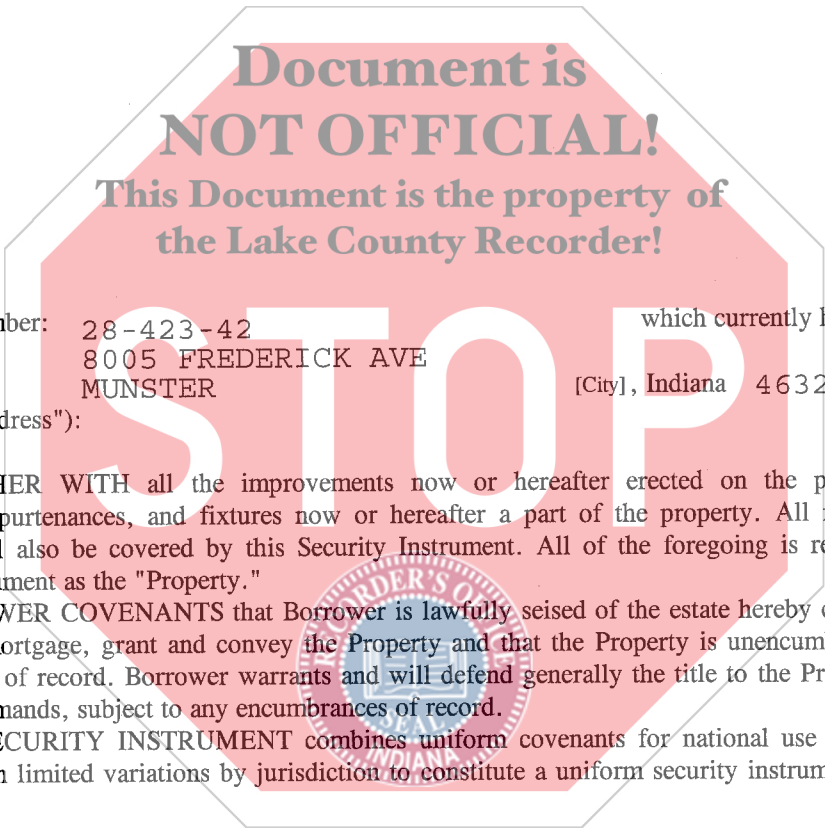 Document is
NOT OFFICIAL!
This Document is the property of
the Lake County Recorder!
STOP
mber: 28-423-42 which currently h
8005 FREDERICK AVE
MUNSTER [City], Indiana 4632
dress"):
HER WITH all the improvements now or hereafter erected on the p
purtenances, and fixtures now or hereafter a part of the property. All r
l also be covered by this Security Instrument. All of the foregoing is re
ument as the "Property."
WER COVENANTS that Borrower is lawfully seised of the estate hereby c
ortgage, grant and convey the Property and that the Property is unencum
of record. Borrower warrants and will defend generally the title to the Pr
mands, subject to any encumbrances of record.
ECURITY INSTRUMENT combines uniform covenants for national use
h limited variations by jurisdiction to constitute a uniform security instrum
RECORDER'S OFFICE
SEAL
INDIANA